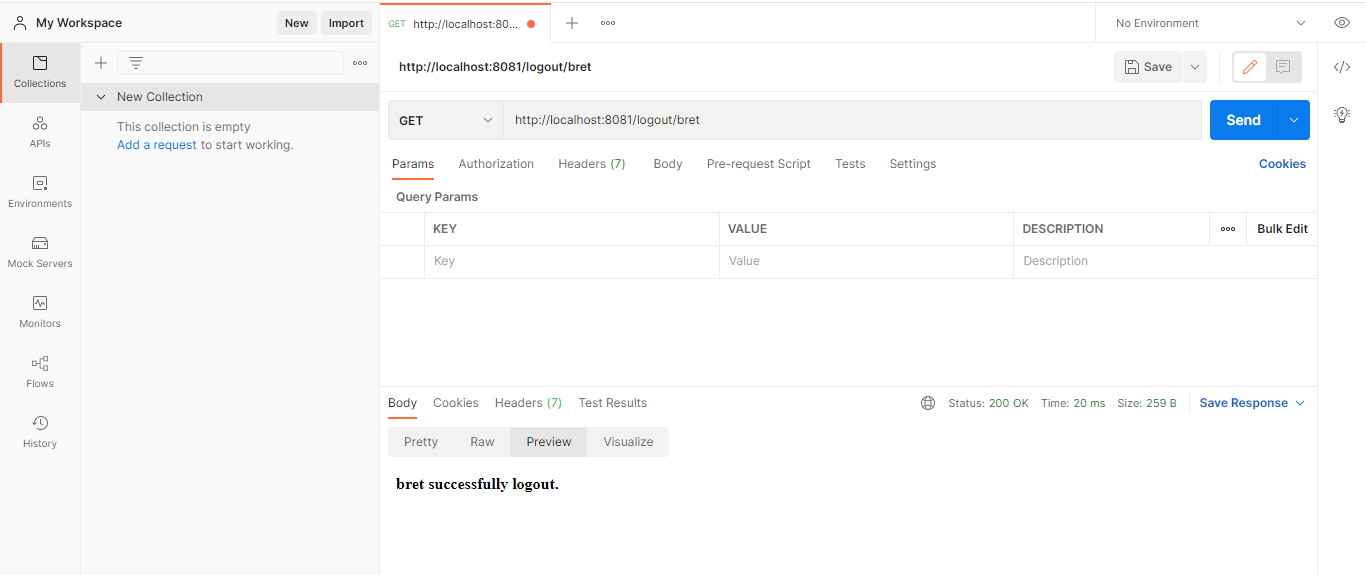 My Workspace
New
Import
GET http://localhost:80...
No Environment
Collections
APIs
Environments
Mock Servers
Monitors
Flows
History
New Collection
This collection is empty
Add a request to start working.
http://localhost:8081/logout/bret
Save
GET
http://localhost:8081/logout/bret
Send
Params
Authorization
Headers (7)
Body
Pre-request Script
Tests
Settings
Cookies
Query Params
KEY
VALUE
DESCRIPTION
Bulk Edit
Key
Value
Description
Body
Cookies
Headers (7)
Test Results
Status: 200 OK
Time: 20 ms
Size: 259 B
Save Response
Pretty
Raw
Preview
Visualize
bret successfully logout.